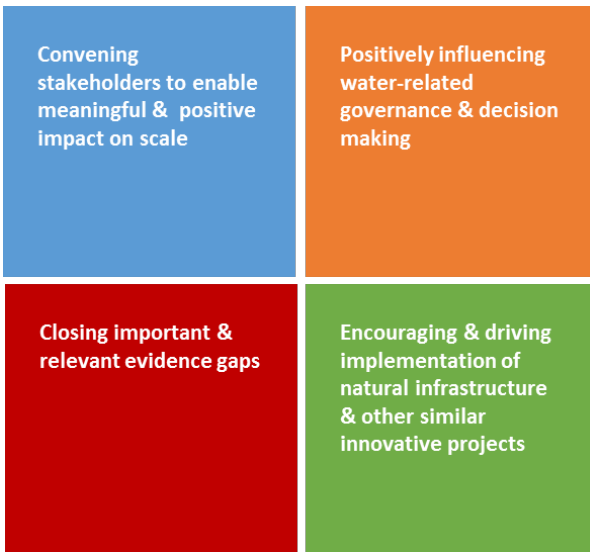 Convening
stakeholders to enable
meaningful & positive
impact on scale
Positively influencing
water-related
governance & decision
making
Closing important &
relevant evidence gaps
Encouraging & driving
implementation of
natural infrastructure
& other similar
innovative projects